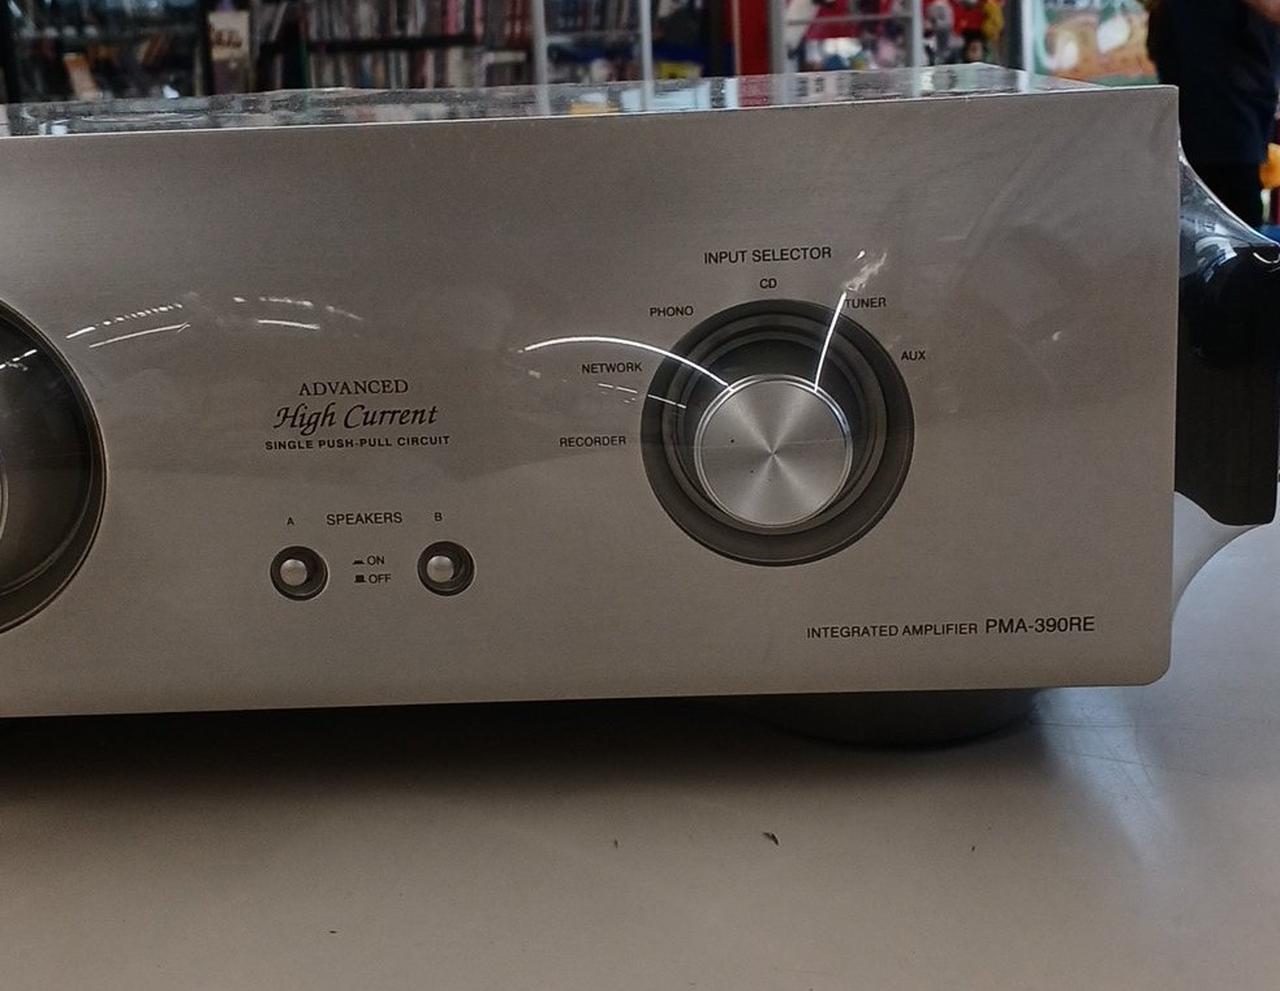 INPUT SELECTOR
CD
PHONO
TUNER
NETWORK
AUX
RECORDER
ADVANCED
High Current
SINGLE PUSH-PULL CIRCUIT
A SPEAKERS B
ON
OFF
INTEGRATED AMPLIFIER PMA-390RE